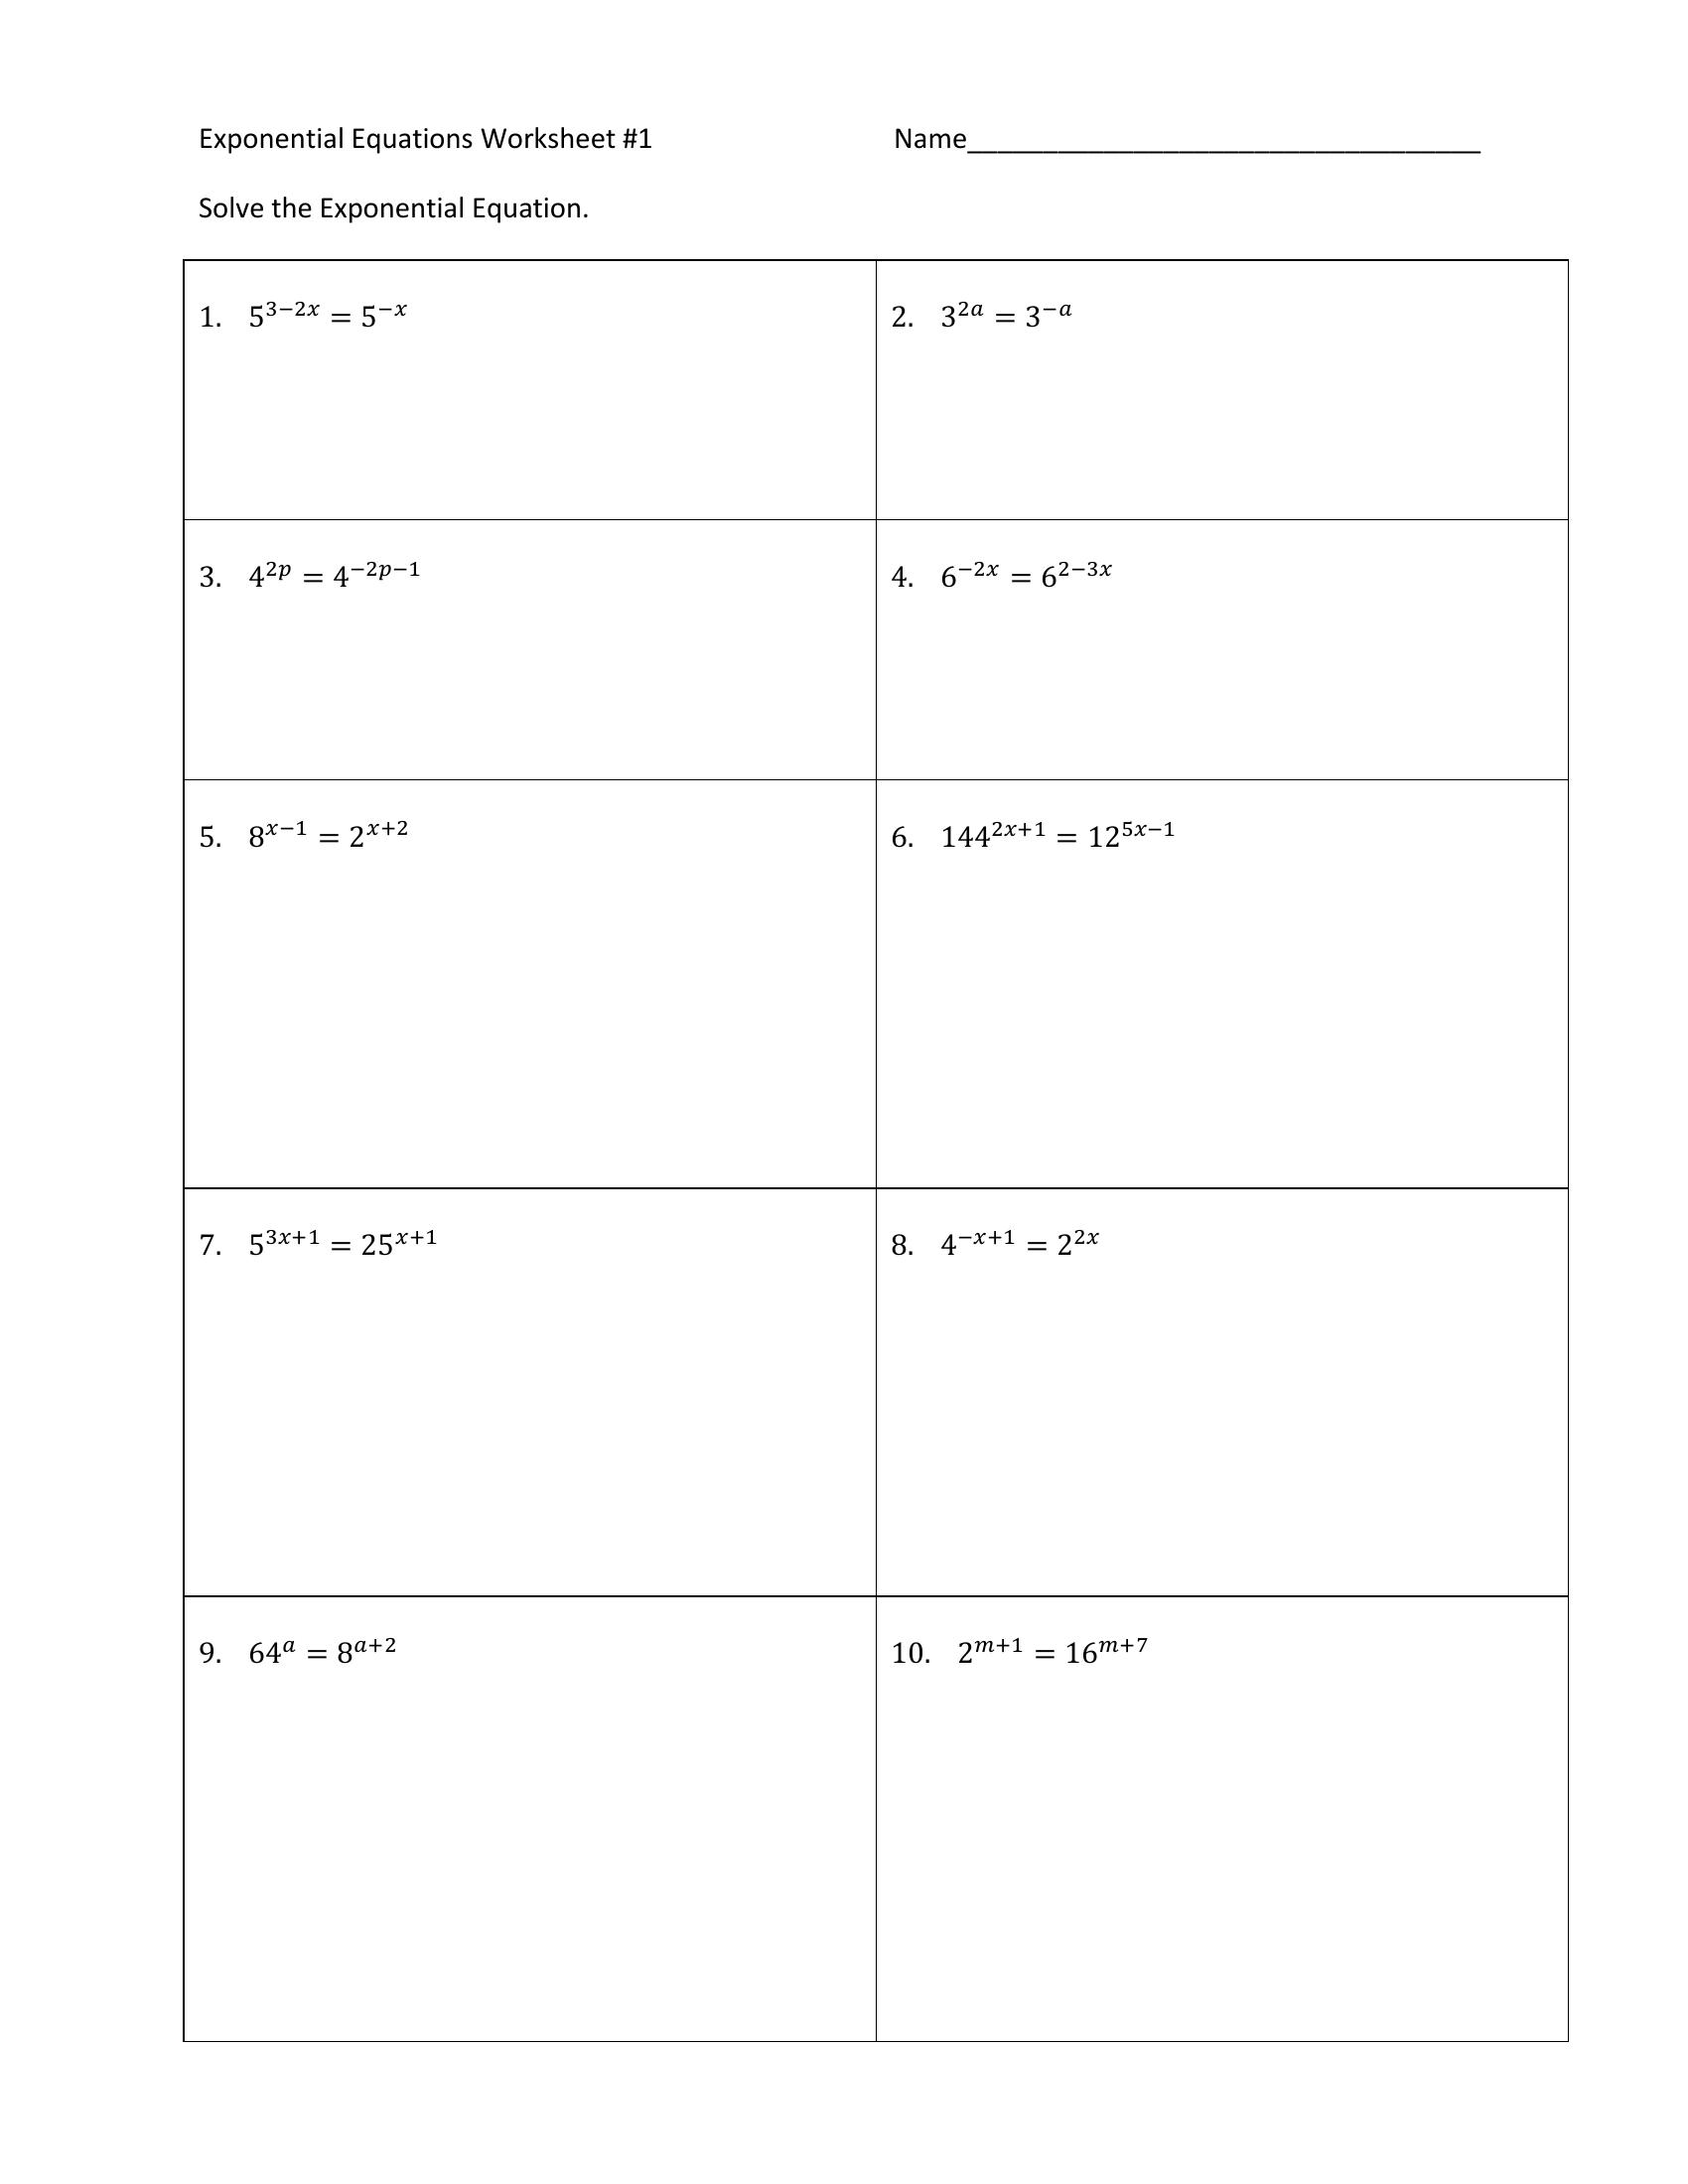 Exponential Equations Worksheet #1 Name___________________________________
Solve the Exponential Equation.
1. 5^{3−2x} = 5^{−x}
2. 3^{2a} = 3^{−a}
3. 4^{2p} = 4^{−2p−1}
4. 6^{−2x} = 6^{2−3x}
5. 8^{x−1} = 2^{x+2}
6. 144^{2x+1} = 12^{5x−1}
7. 5^{3x+1} = 25^{x+1}
8. 4^{−x+1} = 2^{2x}
9. 64^{a} = 8^{a+2}
10. 2^{m+1} = 16^{m+7}